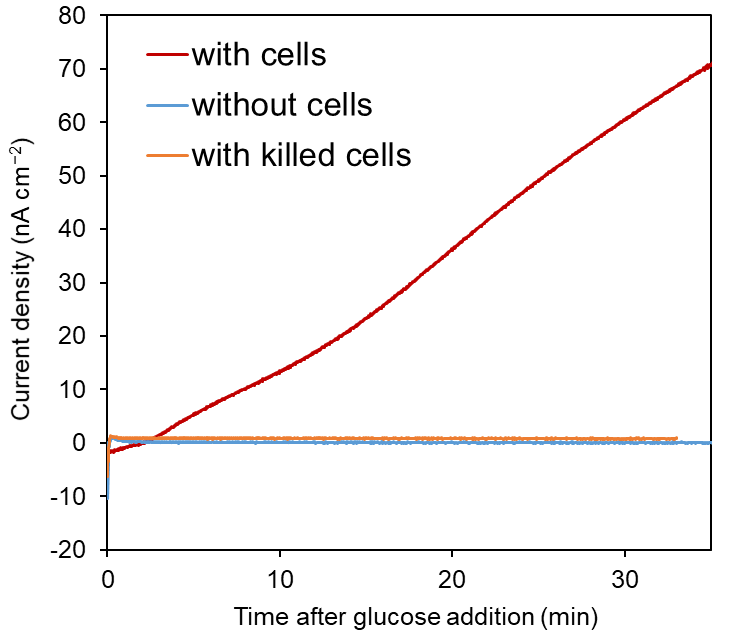 80
70
60
50
40
30
20
10
0
-10
-20
with cells
without cells
with killed cells
Current density (nA cm⁻²)
0 10 20 30
Time after glucose addition (min)